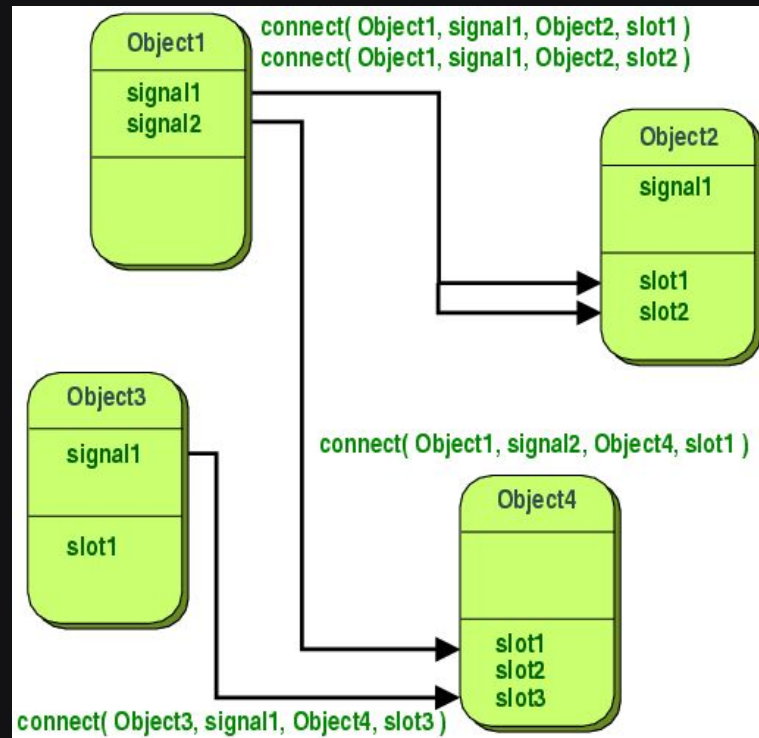 Object1
signal1
signal2
connect( Object1, signal1, Object2, slot1 )
connect( Object1, signal1, Object2, slot2 )
Object2
signal1
slot1
slot2
Object3
signal1
slot1
connect( Object1, signal2, Object4, slot1 )
Object4
slot1
slot2
slot3
connect( Object3, signal1, Object4, slot3 )